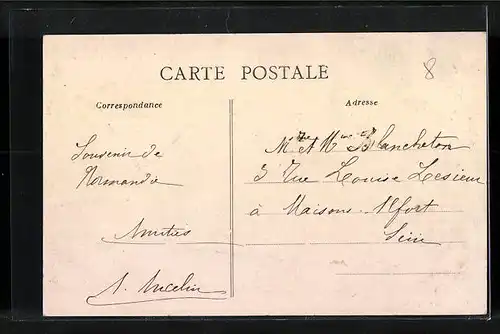 CARTE POSTALE
8
Correspondance
Adresse
Souvenir de
Normandie
Amitiés
Mr et Mme Blancheton
3 Rue Louise Lesieur
à Maisons-Alfort
Seine